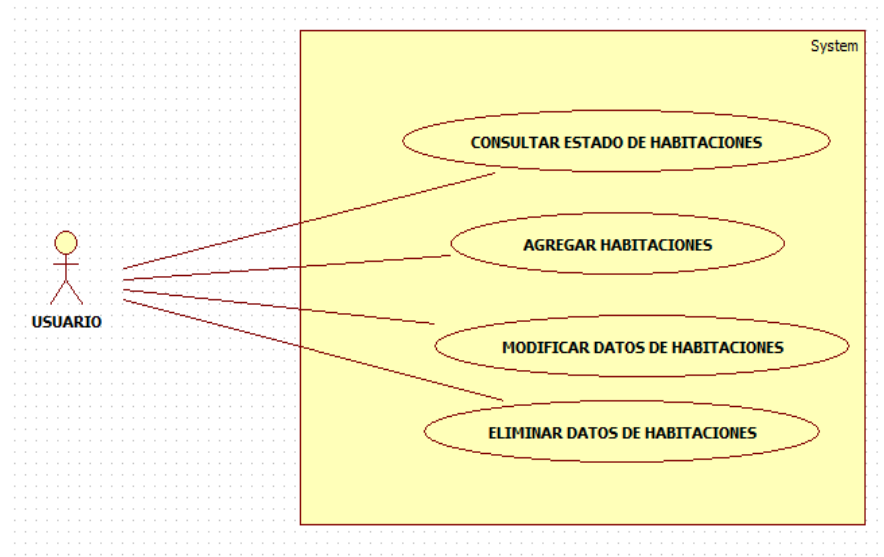 System
CONSULTAR ESTADO DE HABITACIONES
AGREGAR HABITACIONES
USUARIO
MODIFICAR DATOS DE HABITACIONES
ELIMINAR DATOS DE HABITACIONES